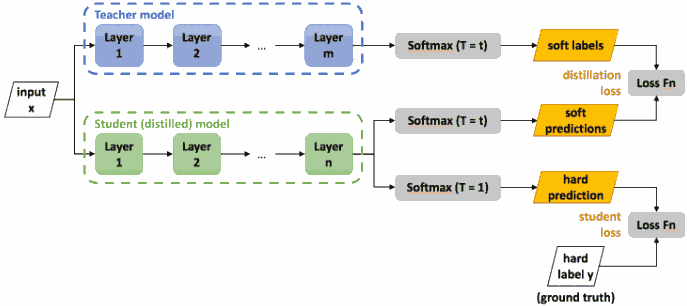 Teacher model
Layer 1
Layer 2
...
Layer m
Softmax (T = t)
soft labels
distillation loss
Loss Fn
input x
Student (distilled) model
Layer 1
Layer 2
...
Layer n
Softmax (T = t)
soft predictions
Softmax (T = 1)
hard prediction
student loss
Loss Fn
hard label y
(ground truth)